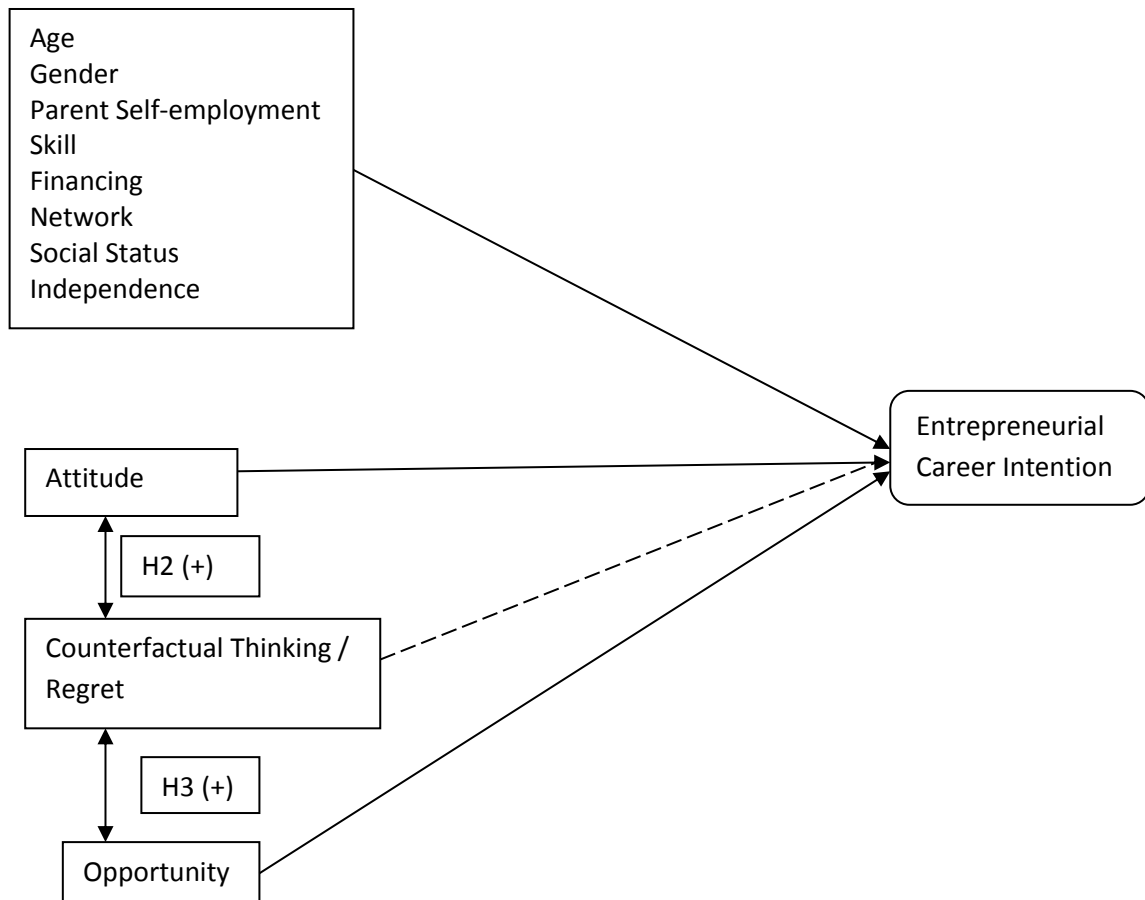 Age
Gender
Parent Self-employment
Skill
Financing
Network
Social Status
Independence
Entrepreneurial
Career Intention
Attitude
H2 (+)
Counterfactual Thinking /
Regret
H3 (+)
Opportunity